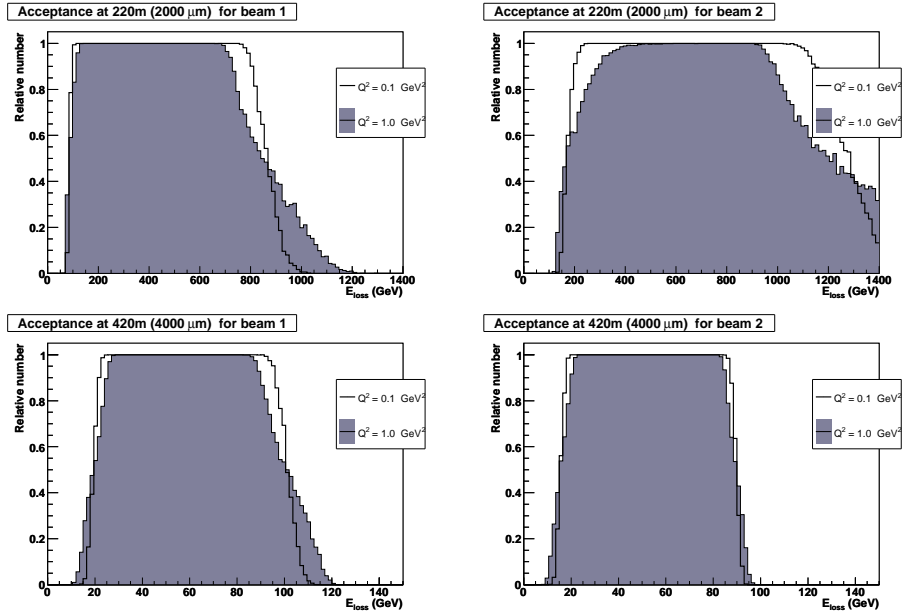 Acceptance at 220m (2000 μm) for beam 1
Relative number
1
0.8
0.6
0.4
0.2
0
0 200 400 600 800 1000 1200 1400
E_loss (GeV)
Q² = 0.1 GeV²
Q² = 1.0 GeV²
Acceptance at 220m (2000 μm) for beam 2
Relative number
1
0.8
0.6
0.4
0.2
0
0 200 400 600 800 1000 1200 1400
E_loss (GeV)
Q² = 0.1 GeV²
Q² = 1.0 GeV²
Acceptance at 420m (4000 μm) for beam 1
Relative number
1
0.8
0.6
0.4
0.2
0
0 20 40 60 80 100 120 140
E_loss (GeV)
Q² = 0.1 GeV²
Q² = 1.0 GeV²
Acceptance at 420m (4000 μm) for beam 2
Relative number
1
0.8
0.6
0.4
0.2
0
0 20 40 60 80 100 120 140
E_loss (GeV)
Q² = 0.1 GeV²
Q² = 1.0 GeV²